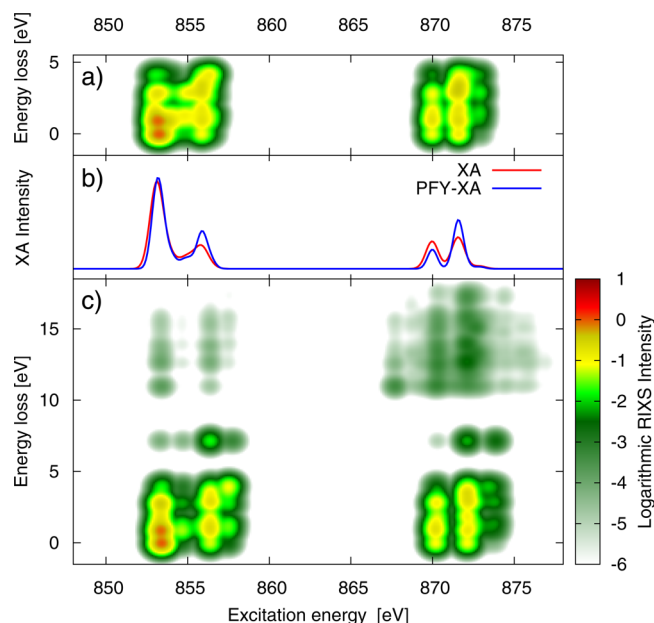 850 855 860 865 870 875
Energy loss [eV]
5
0
a)
XA Intensity
b)
XA
PFY-XA
c)
Energy loss [eV]
15
10
5
0
850 855 860 865 870 875
Excitation energy [eV]
1
0
-1
-2
-3
-4
-5
-6
Logarithmic RIXS Intensity